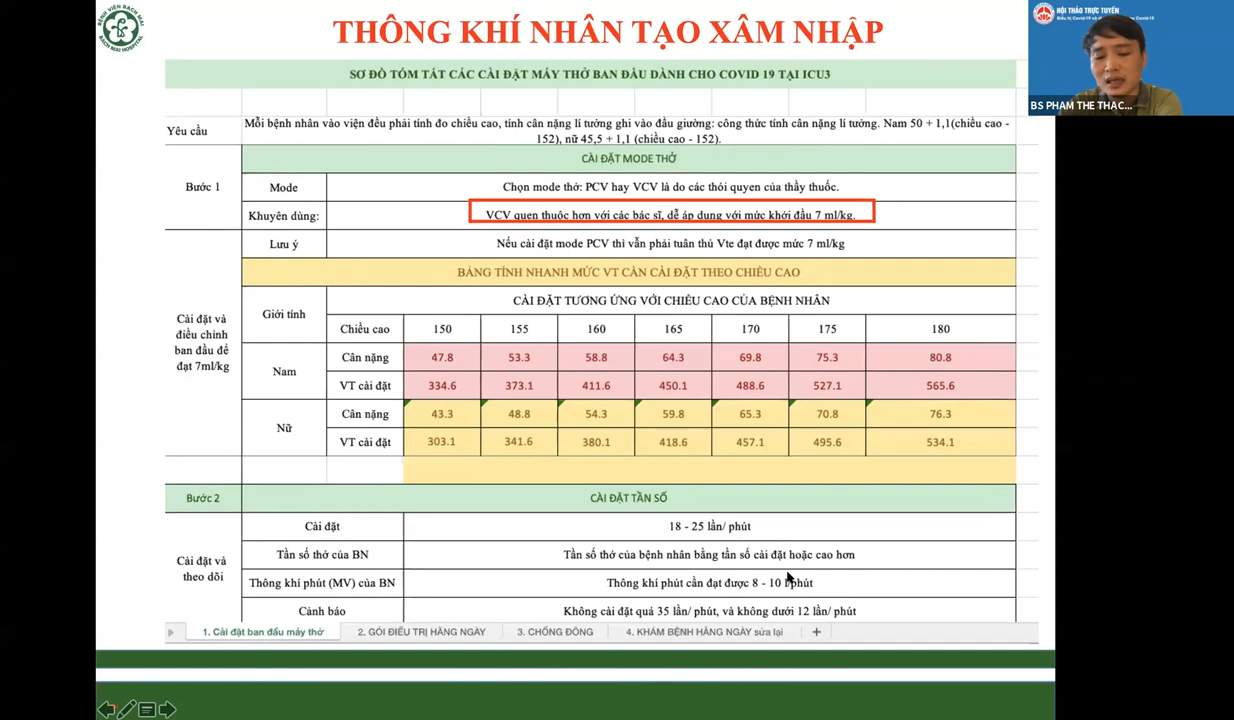 BỆNH VIỆN BẠCH MAI
BACH MAI HOSPITAL
THÔNG KHÍ NHÂN TẠO XÂM NHẬP
HỘI THẢO TRỰC TUYẾN
BS PHAM THE THAC...
SƠ ĐỒ TÓM TẮT CÁC CÀI ĐẶT MÁY THỞ BAN ĐẦU DÀNH CHO COVID 19 TẠI ICU3
Yêu cầu
Mỗi bệnh nhân vào viện đều phải tính đo chiều cao, tính cân nặng lí tưởng ghi vào đầu giường: công thức tính cân nặng lí tưởng. Nam 50 + 1,1(chiều cao -
152), nữ 45,5 + 1,1 (chiều cao - 152).
CÀI ĐẶT MODE THỞ
Bước 1
Mode
Chọn mode thở: PCV hay VCV là do các thói quyen của thầy thuốc.
Khuyên dùng:
VCV quen thuộc hơn với các bác sĩ, dễ áp dụng với mức khởi đầu 7 ml/kg.
Lưu ý
Nếu cài đặt mode PCV thì vẫn phải tuân thủ Vte đạt được mức 7 ml/kg
BẢNG TÍNH NHANH MỨC VT CẦN CÀI ĐẶT THEO CHIỀU CAO
Cài đặt và
điều chỉnh
ban đầu để
đạt 7ml/kg
Giới tính
CÀI ĐẶT TƯƠNG ỨNG VỚI CHIỀU CAO CỦA BỆNH NHÂN
Chiều cao 150 155 160 165 170 175 180
Nam
Cân nặng 47.8 53.3 58.8 64.3 69.8 75.3 80.8
VT cài đặt 334.6 373.1 411.6 450.1 488.6 527.1 565.6
Nữ
Cân nặng 43.3 48.8 54.3 59.8 65.3 70.8 76.3
VT cài đặt 303.1 341.6 380.1 418.6 457.1 495.6 534.1
Bước 2
CÀI ĐẶT TẦN SỐ
Cài đặt và
theo dõi
Cài đặt 18 - 25 lần/ phút
Tần số thở của BN Tần số thở của bệnh nhân bằng tần số cài đặt hoặc cao hơn
Thông khí phút (MV) của BN Thông khí phút cần đạt được 8 - 10 l/phút
Cảnh báo Không cài đặt quá 35 lần/ phút, và không dưới 12 lần/ phút
1. Cài đặt ban đầu máy thở 2. GÓI ĐIỀU TRỊ HÀNG NGÀY 3. CHỐNG ĐÔNG 4. KHÁM BỆNH HÀNG NGÀY sửa lại +